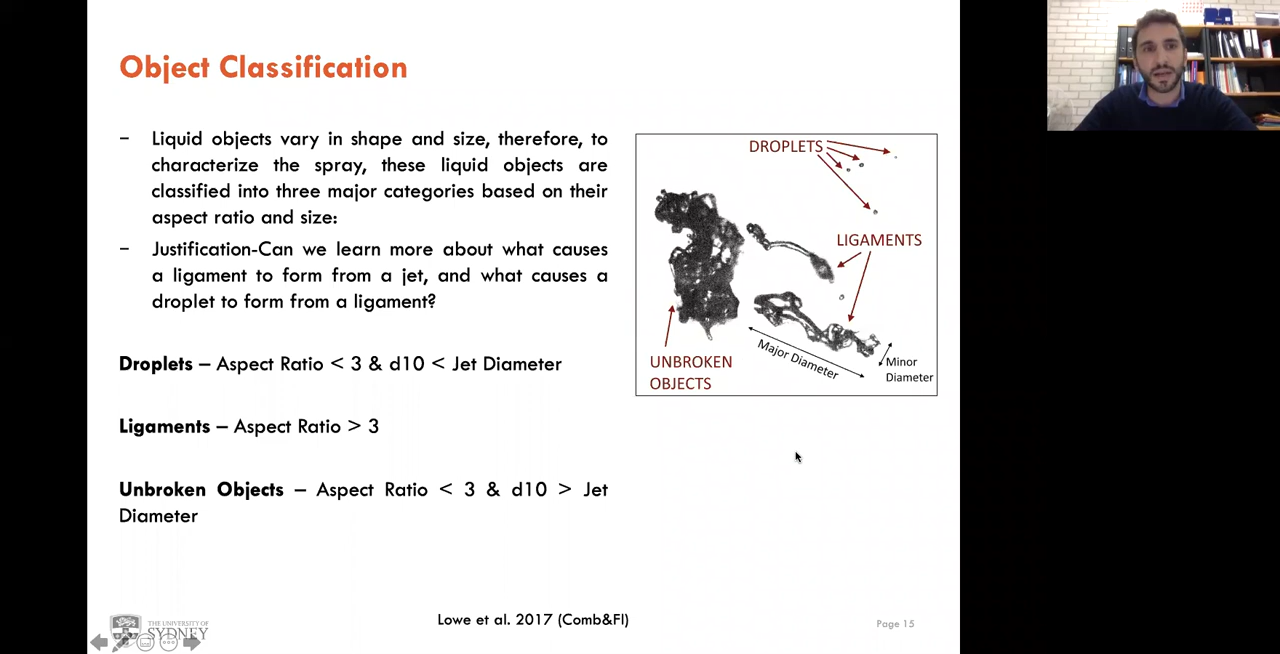 Object Classification
– Liquid objects vary in shape and size, therefore, to
characterize the spray, these liquid objects are
classified into three major categories based on their
aspect ratio and size:
– Justification-Can we learn more about what causes
a ligament to form from a jet, and what causes a
droplet to form from a ligament?
Droplets – Aspect Ratio < 3 & d10 < Jet Diameter
Ligaments – Aspect Ratio > 3
Unbroken Objects – Aspect Ratio < 3 & d10 > Jet
Diameter
DROPLETS
LIGAMENTS
UNBROKEN
OBJECTS
Major Diameter
Minor
Diameter
THE UNIVERSITY OF
SYDNEY
Lowe et al. 2017 (Comb&Fl)
Page 15